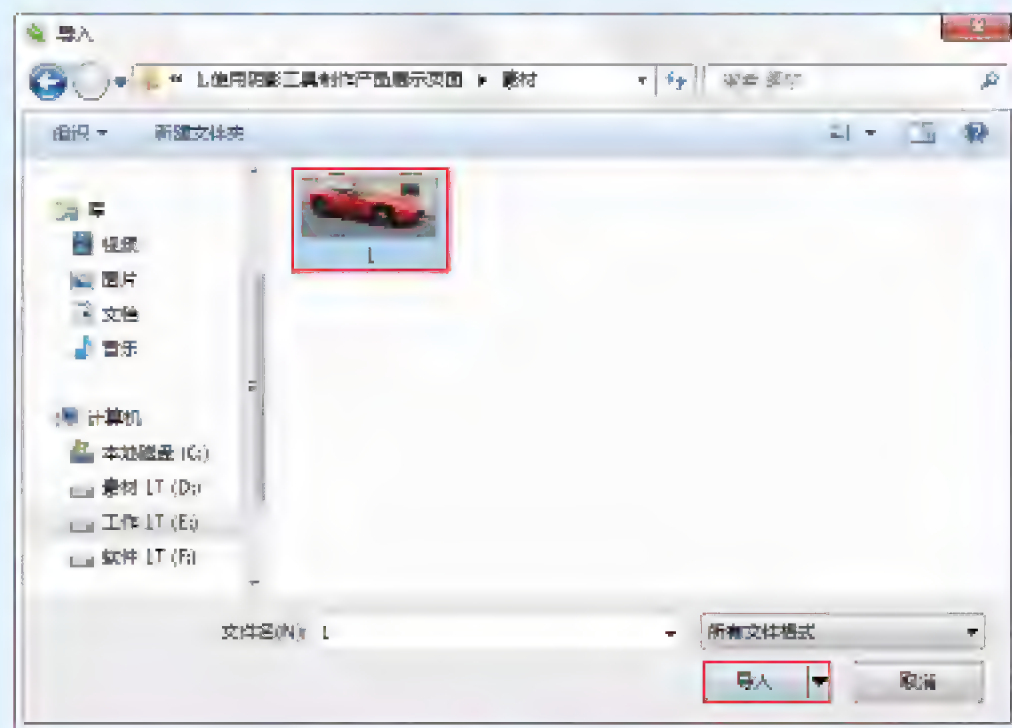 导入
« 1.使用阴影工具制作产品展示页面 ▶ 素材
组织 新建文件夹
库
视频
图片
文档
音乐
1
计算机
本地磁盘 (C:)
素材 1T (D:)
工作 1T (E:)
软件 1T (F:)
文件名(N): 1 所有文件格式
导入 取消